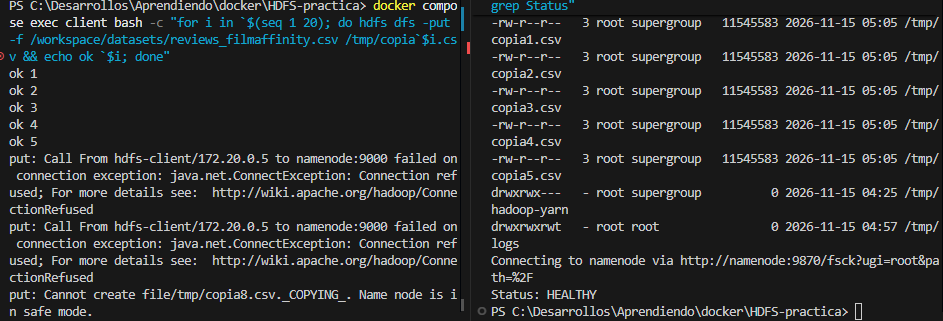 PS C:\Desarrollos\Aprendiendo\docker\HDFS-practica> docker compo
se exec client bash -c "for i in `$(seq 1 20); do hdfs dfs -put
-f /workspace/datasets/reviews_filmaffinity.csv /tmp/copia`$i.cs
v && echo ok `$i; done"
ok 1
ok 2
ok 3
ok 4
ok 5
put: Call From hdfs-client/172.20.0.5 to namenode:9000 failed on
 connection exception: java.net.ConnectException: Connection ref
used; For more details see:  http://wiki.apache.org/hadoop/Conne
ctionRefused
put: Call From hdfs-client/172.20.0.5 to namenode:9000 failed on
 connection exception: java.net.ConnectException: Connection ref
used; For more details see:  http://wiki.apache.org/hadoop/Conne
ctionRefused
put: Cannot create file/tmp/copia8.csv._COPYING_. Name node is i
n safe mode.
grep Status"
-rw-r--r--   3 root supergroup   11545583 2026-11-15 05:05 /tmp/
copia1.csv
-rw-r--r--   3 root supergroup   11545583 2026-11-15 05:05 /tmp/
copia2.csv
-rw-r--r--   3 root supergroup   11545583 2026-11-15 05:05 /tmp/
copia3.csv
-rw-r--r--   3 root supergroup   11545583 2026-11-15 05:05 /tmp/
copia4.csv
-rw-r--r--   3 root supergroup   11545583 2026-11-15 05:05 /tmp/
copia5.csv
drwxrwx---   - root supergroup          0 2026-11-15 04:25 /tmp/
hadoop-yarn
drwxrwxrwt   - root root                0 2026-11-15 04:57 /tmp/
logs
Connecting to namenode via http://namenode:9870/fsck?ugi=root&pa
th=%2F
Status: HEALTHY
PS C:\Desarrollos\Aprendiendo\docker\HDFS-practica>